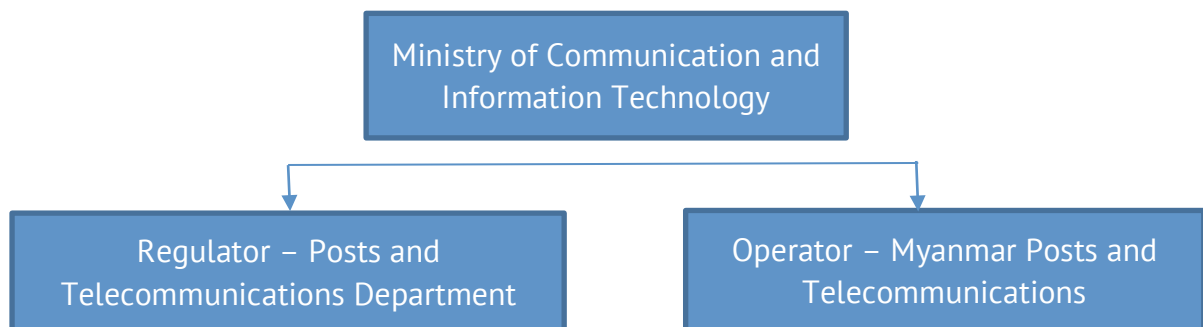 Ministry of Communication and
Information Technology
Regulator – Posts and
Telecommunications Department
Operator – Myanmar Posts and
Telecommunications